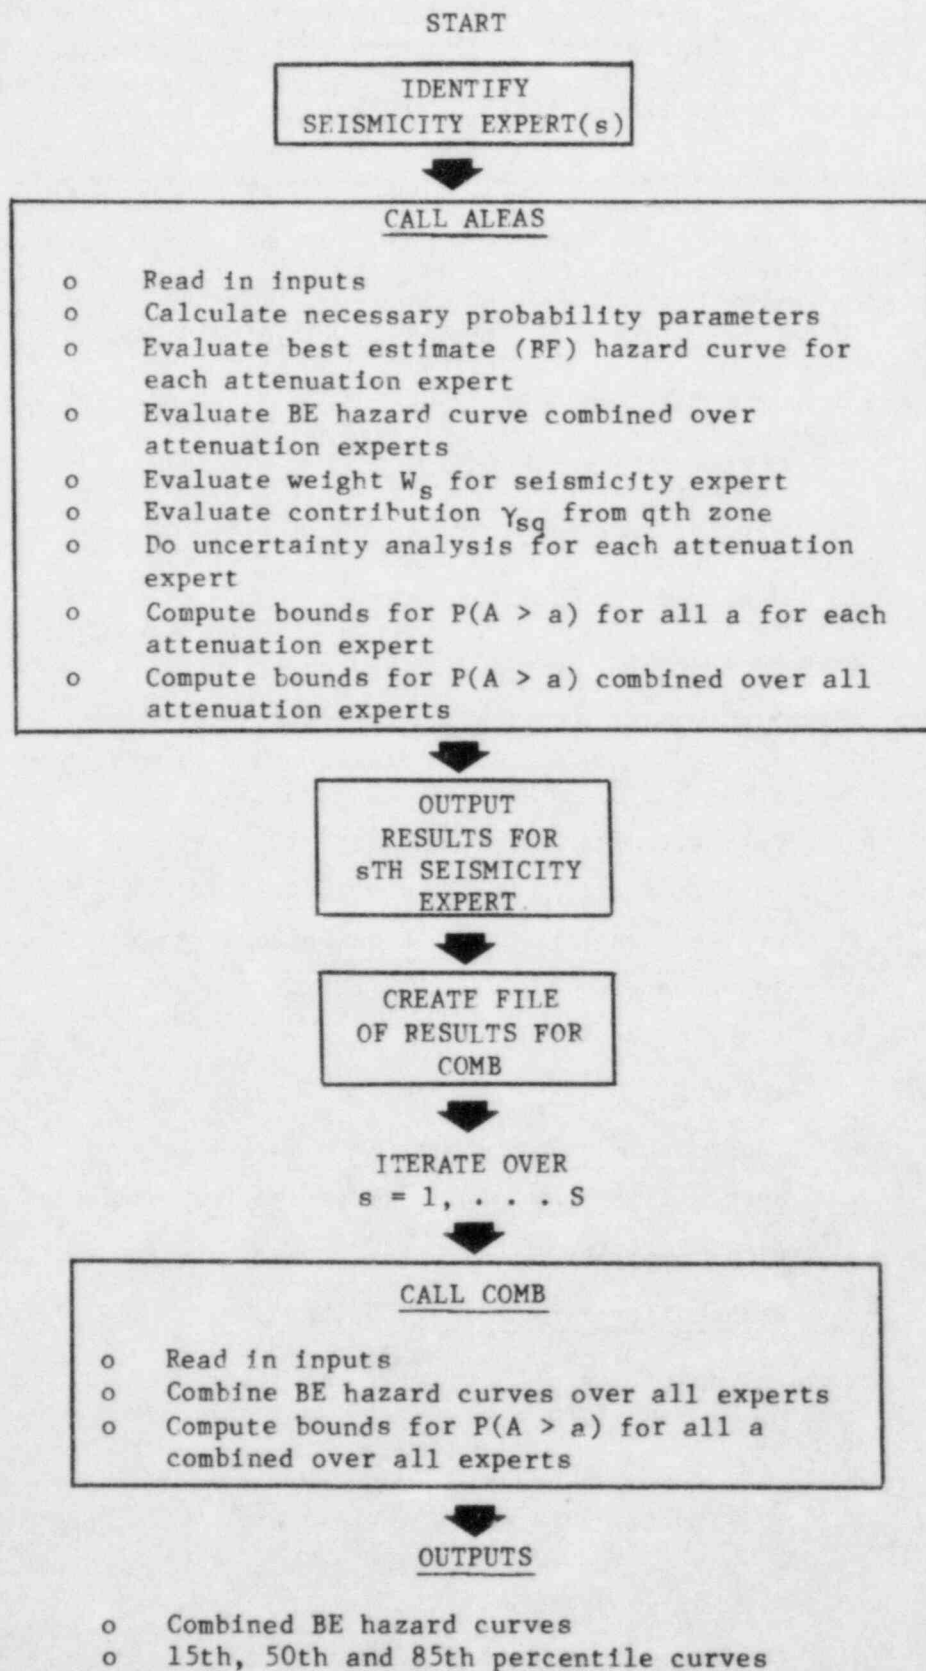 START
IDENTIFY
SEISMICITY EXPERT(s)
CALL ALEAS
o Read in inputs
o Calculate necessary probability parameters
o Evaluate best estimate (BE) hazard curve for
each attenuation expert
o Evaluate BE hazard curve combined over
attenuation experts
o Evaluate weight Wₛ for seismicity expert
o Evaluate contribution γsq from qth zone
o Do uncertainty analysis for each attenuation
expert
o Compute bounds for P(A > a) for all a for each
attenuation expert
o Compute bounds for P(A > a) combined over all
attenuation experts
OUTPUT
RESULTS FOR
sTH SEISMICITY
EXPERT
CREATE FILE
OF RESULTS FOR
COMB
ITERATE OVER
s = 1, . . . S
CALL COMB
o Read in inputs
o Combine BE hazard curves over all experts
o Compute bounds for P(A > a) for all a
combined over all experts
OUTPUTS
o Combined BE hazard curves
o 15th, 50th and 85th percentile curves